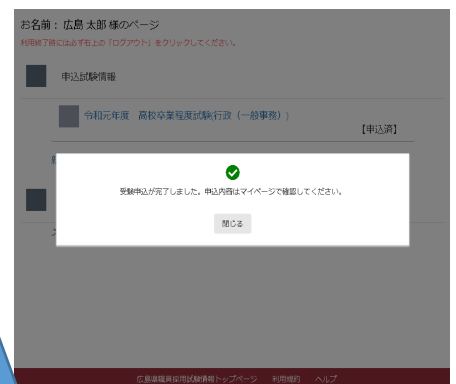 お名前：広島 太郎 様のページ
利用終了時には必ず右上の「ログアウト」をクリックしてください。
申込試験情報
令和元年度　高校卒業程度試験(行政（一般事務）)
【申込済】
受験申込が完了しました。申込内容はマイページで確認してください。
閉じる
広島県職員採用試験情報トップページ　利用規約　ヘルプ